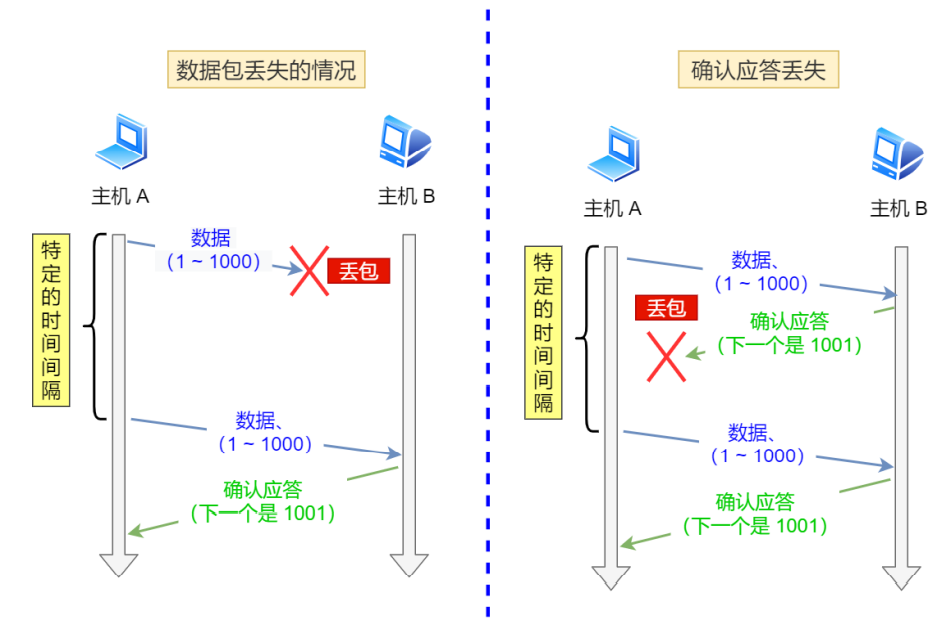 数据包丢失的情况
主机 A
主机 B
特定的时间间隔
数据
（1 ~ 1000）
丢包
数据、
（1 ~ 1000）
确认应答
（下一个是 1001）
确认应答丢失
主机 A
主机 B
特定的时间间隔
数据、
（1 ~ 1000）
丢包
确认应答
（下一个是 1001）
数据、
（1 ~ 1000）
确认应答
（下一个是 1001）